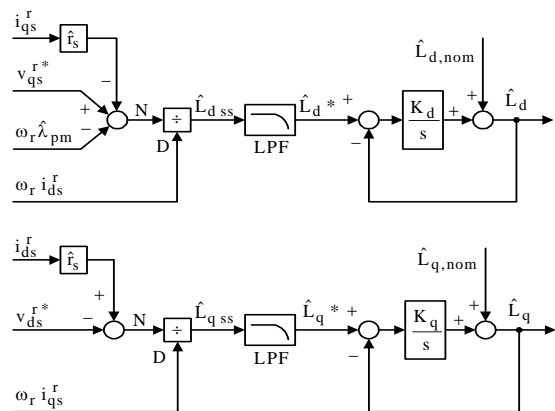 i_qs^r
r̂_s
v_qs^r*
−
+
−
ω_r λ̂_pm
N
÷
D
L̂_d ss
LPF
L̂_d*
+
−
K_d
s
L̂_d,nom
+
+
L̂_d
ω_r i_ds^r
i_ds^r
r̂_s
+
v_ds^r*
−
N
÷
D
L̂_q ss
LPF
L̂_q*
+
−
K_q
s
L̂_q,nom
+
+
L̂_q
ω_r i_qs^r